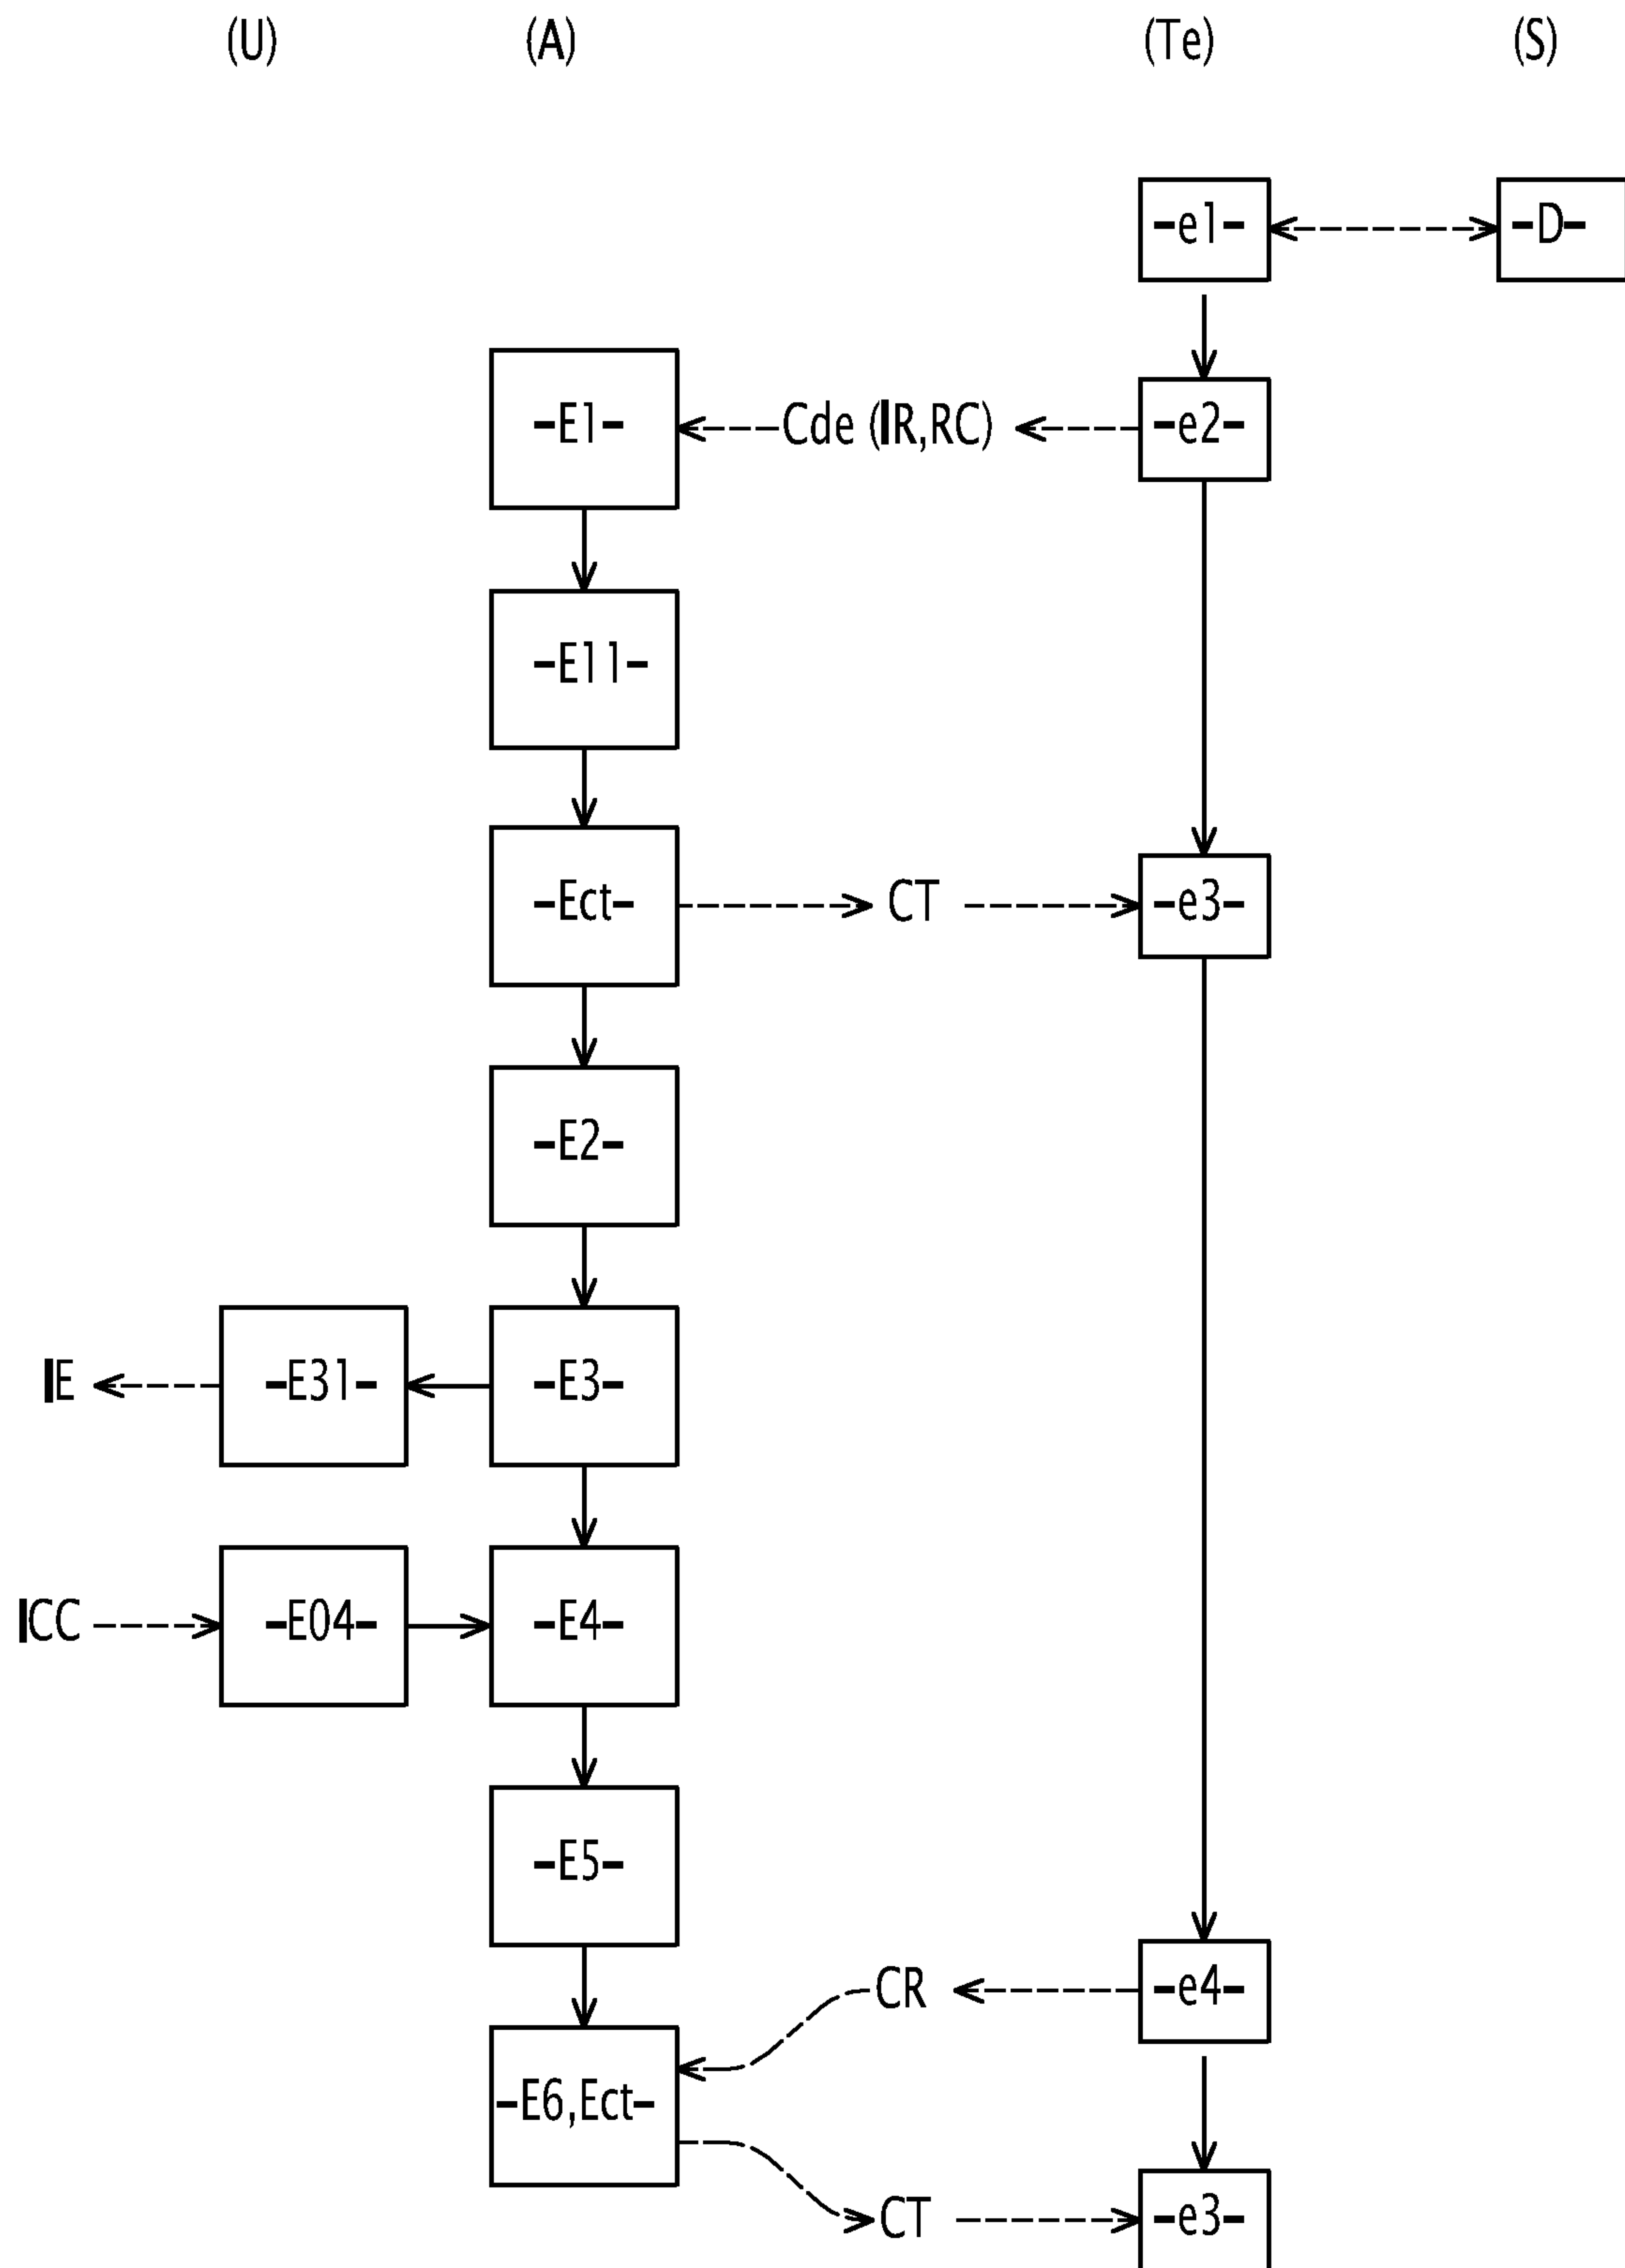 (U) (A) (Te) (S)
-e1- -D-
-E1- Cde (IR,RC) -e2-
-E11-
-Ect- CT -e3-
-E2-
IE -E31- -E3-
ICC -E04- -E4-
-E5-
CR -e4-
-E6,Ect-
CT -e3-